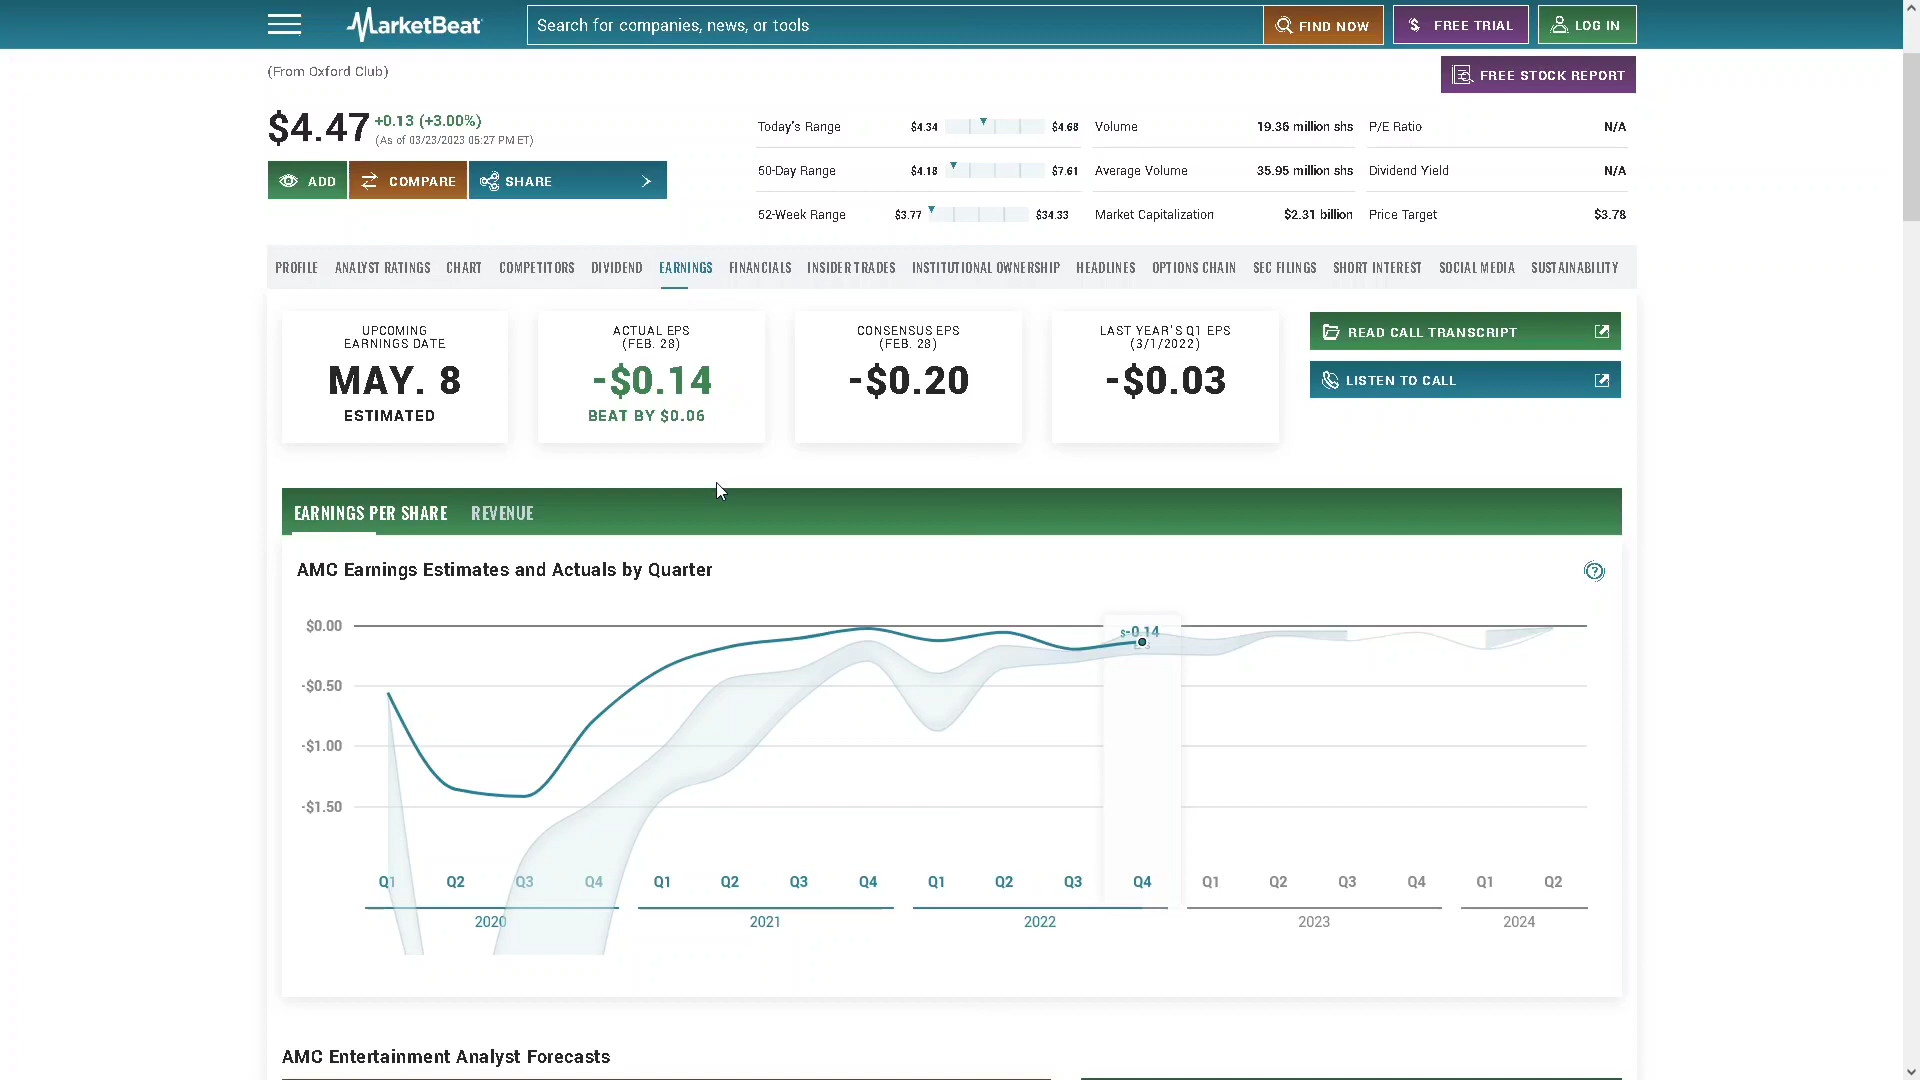 MarketBeat
Search for companies, news, or tools
FIND NOW
FREE TRIAL
LOG IN
(From Oxford Club)
FREE STOCK REPORT
$4.47 +0.13 (+3.00%)
(As of 03/23/2023 05:27 PM ET)
ADD
COMPARE
SHARE
Today's Range $4.34 $4.68
Volume 19.36 million shs
P/E Ratio N/A
50-Day Range $4.18 $7.61
Average Volume 35.95 million shs
Dividend Yield N/A
52-Week Range $3.77 $34.33
Market Capitalization $2.31 billion
Price Target $3.78
PROFILE ANALYST RATINGS CHART COMPETITORS DIVIDEND EARNINGS FINANCIALS INSIDER TRADES INSTITUTIONAL OWNERSHIP HEADLINES OPTIONS CHAIN SEC FILINGS SHORT INTEREST SOCIAL MEDIA SUSTAINABILITY
UPCOMING
EARNINGS DATE
MAY. 8
ESTIMATED
ACTUAL EPS
(FEB. 28)
-$0.14
BEAT BY $0.06
CONSENSUS EPS
(FEB. 28)
-$0.20
LAST YEAR'S Q1 EPS
(3/1/2022)
-$0.03
READ CALL TRANSCRIPT
LISTEN TO CALL
EARNINGS PER SHARE REVENUE
AMC Earnings Estimates and Actuals by Quarter
?
$0.00
-$0.50
-$1.00
-$1.50
$-0.14
EPS
Q1 Q2 Q3 Q4 Q1 Q2 Q3 Q4 Q1 Q2 Q3 Q4 Q1 Q2 Q3 Q4 Q1 Q2
2020 2021 2022 2023 2024
AMC Entertainment Analyst Forecasts